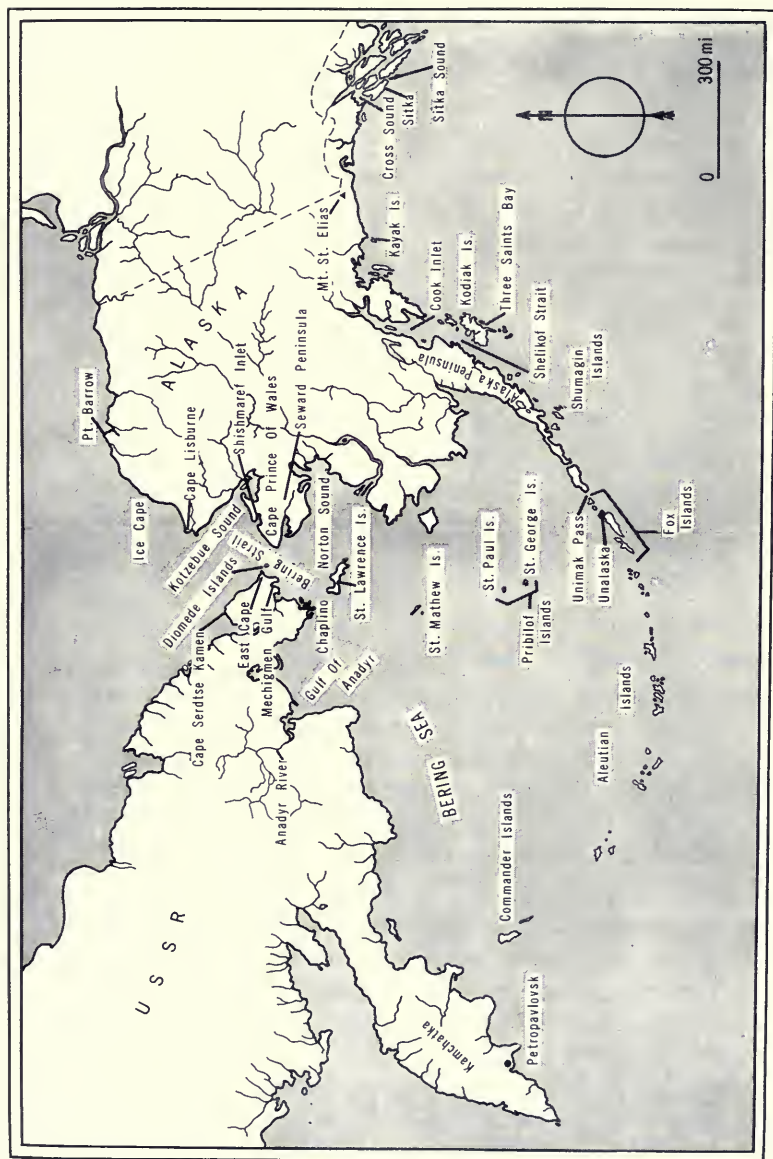 Ice Cape
Pt. Barrow
Cape Lisburne
Kotzebue Sound
Shishmaref Inlet
ALASKA
Cape Serdtse Kamen
Diomede Islands
Bering Strait
Cape Prince Of Wales
Seward Peninsula
East Cape
Mechigmen Gulf
USSR
Anadyr River
Gulf Of
Anadyr
Chaplino
Norton Sound
St. Lawrence Is.
Mt. St. Elias
Cross Sound
Sitka
Sitka Sound
Kayak Is.
Cook Inlet
Kodiak Is.
Three Saints Bay
Alaska Peninsula
Shelikof Strait
Shumagin
Islands
BERING SEA
St. Mathew Is.
St. Paul Is.
St. George Is.
Pribilof
Islands
Unimak Pass
Unalaska
Fox
Islands
Aleutian
Islands
Commander Islands
Kamchatka
Petropavlovsk
N
0 300 mi